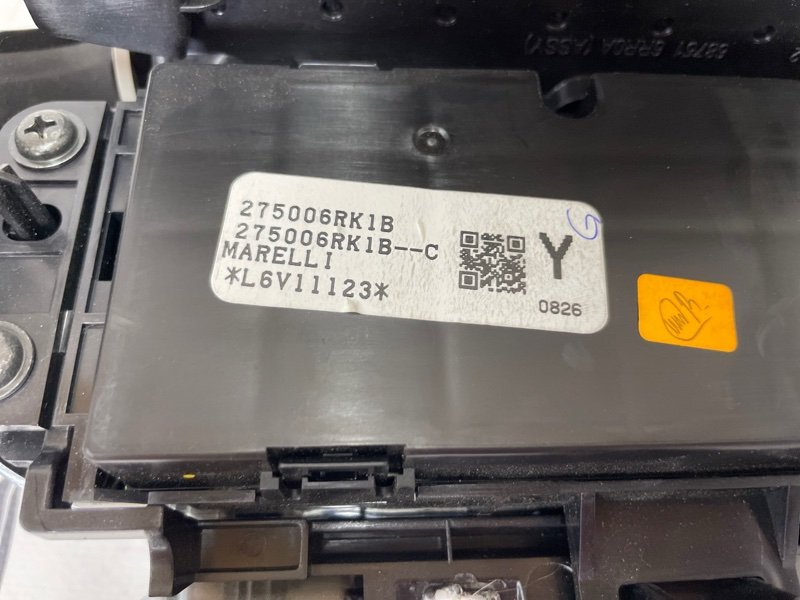 275006RK1B
275006RK1B--C
MARELLI
*L6V11123*
Y
0826